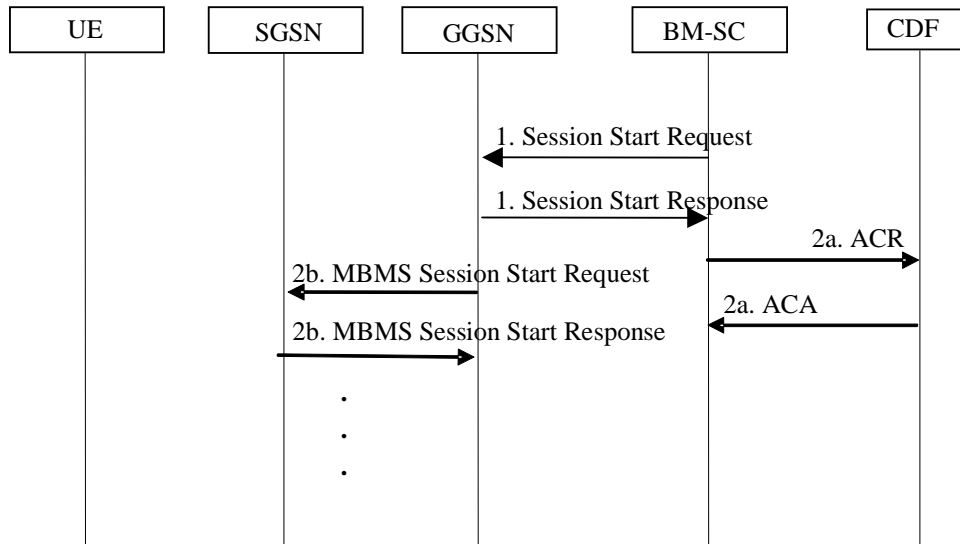 UE
SGSN
GGSN
BM-SC
CDF
1. Session Start Request
1. Session Start Response
2a. ACR
2b. MBMS Session Start Request
2a. ACA
2b. MBMS Session Start Response